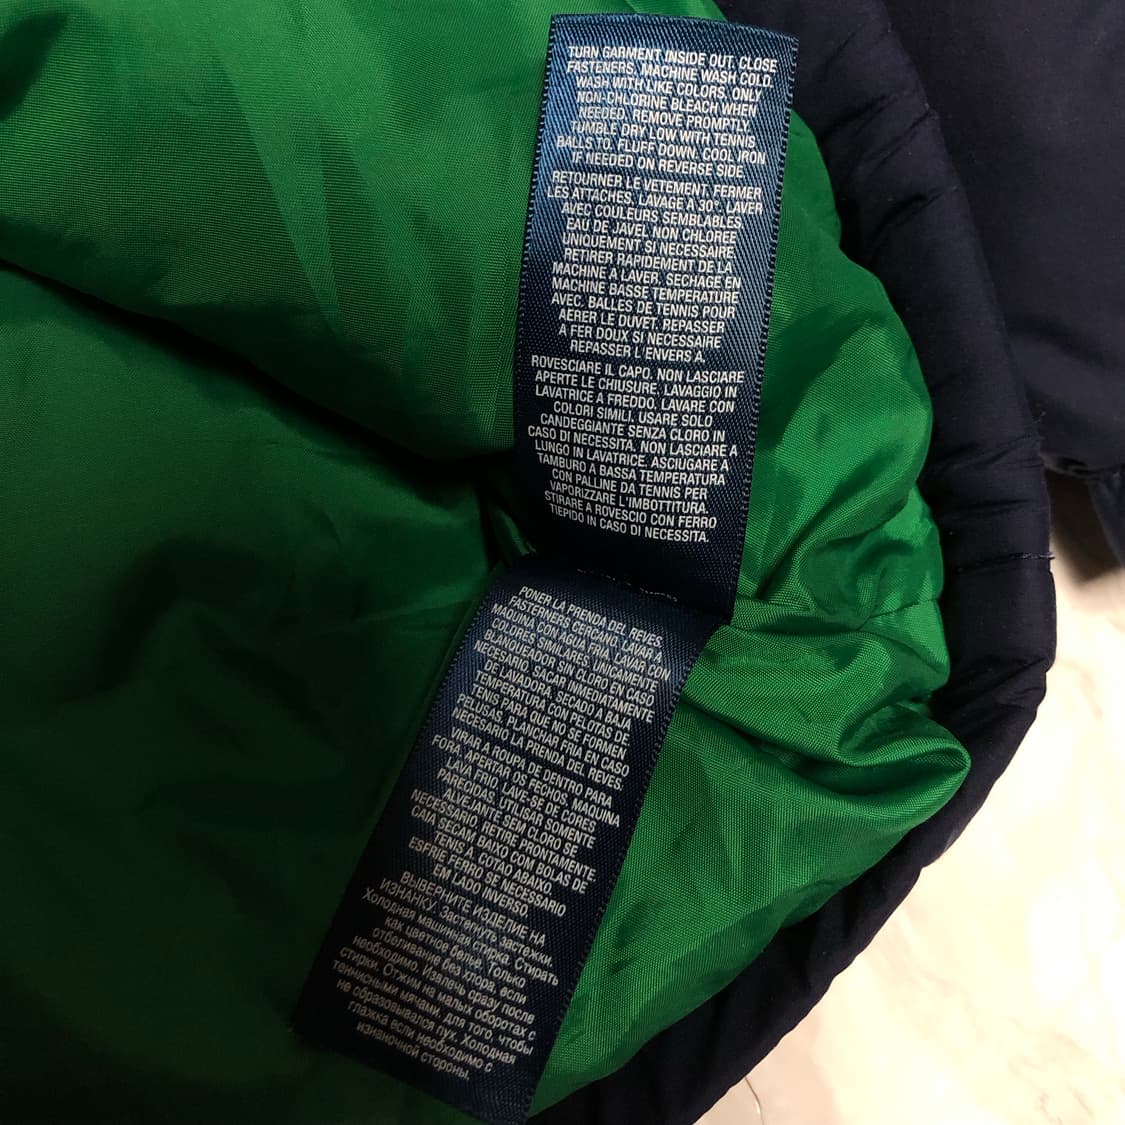 TURN GARMENT INSIDE OUT. CLOSE
FASTENERS. MACHINE WASH COLD.
WASH WITH LIKE COLORS. ONLY
NON-CHLORINE BLEACH WHEN
NEEDED. REMOVE PROMPTLY.
TUMBLE DRY LOW WITH TENNIS
BALLS TO. FLUFF DOWN. COOL IRON
IF NEEDED ON REVERSE SIDE.
RETOURNER LE VETEMENT. FERMER
LES ATTACHES. LAVAGE A 30°. LAVER
AVEC COULEURS SEMBLABLES.
EAU DE JAVEL NON CHLOREE
UNIQUEMENT SI NECESSAIRE.
RETIRER RAPIDEMENT DE LA
MACHINE A LAVER. SECHAGE EN
MACHINE BASSE TEMPERATURE
AVEC. BALLES DE TENNIS POUR
AERER LE DUVET. REPASSER
A FER DOUX SI NECESSAIRE
REPASSER L'ENVERS A.
ROVESCIARE IL CAPO. NON LASCIARE
APERTE LE CHIUSURE. LAVAGGIO IN
LAVATRICE A FREDDO. LAVARE CON
COLORI SIMILI. USARE SOLO
CANDEGGIANTE SENZA CLORO IN
CASO DI NECESSITA. NON LASCIARE A
LUNGO IN LAVATRICE. ASCIUGARE A
TAMBURO A BASSA TEMPERATURA
CON PALLINE DA TENNIS PER
VAPORIZZARE L'IMBOTTITURA.
STIRARE A ROVESCIO CON FERRO
TIEPIDO IN CASO DI NECESSITA.
PONER LA PRENDA DEL REVES.
FASTERNERS CERCANO. LAVAR A
MAQUINA CON AGUA FRIA. LAVAR CON
COLORES SIMILARES. UNICAMENTE
BLANQUEADOR SIN CLORO EN CASO
NECESARIO. SACAR INMEDIATAMENTE
DE LAVADORA. SECADO A BAJA
TEMPERATURA CON PELOTAS DE
TENIS PARA QUE NO SE FORMEN
PELUSAS. PLANCHAR FRIA EN CASO
NECESARIO LA PRENDA DEL REVES.
VIRAR A ROUPA DE DENTRO PARA
FORA. APERTAR OS FECHOS. MAQUINA
LAVA FRIO. LAVE-SE DE CORES
PARECIDAS. UTILISAR SOMENTE
ALVEJANTE SEM CLORO SE
NECESSARIO. RETIRE PRONTAMENTE
CAIA SECAM BAIXO COM BOLAS DE
TENIS A. COTAO ABAIXO
ESFRIE FERRO SE NECESSARIO
EM LADO INVERSO.
ВЫВЕРНИТЕ ИЗДЕЛИЕ НА
ИЗНАНКУ. Застегнуть застежки.
Холодная машинная стирка. Стирать
как цветное белье. Только
отбеливание без хлора, если
необходимо. Извлечь сразу после
стирки. Отжим на малых оборотах с
теннисными мячами. для того, чтобы
не образовывался пух. Холодная
глажка если необходимо с
изнаночной стороны.